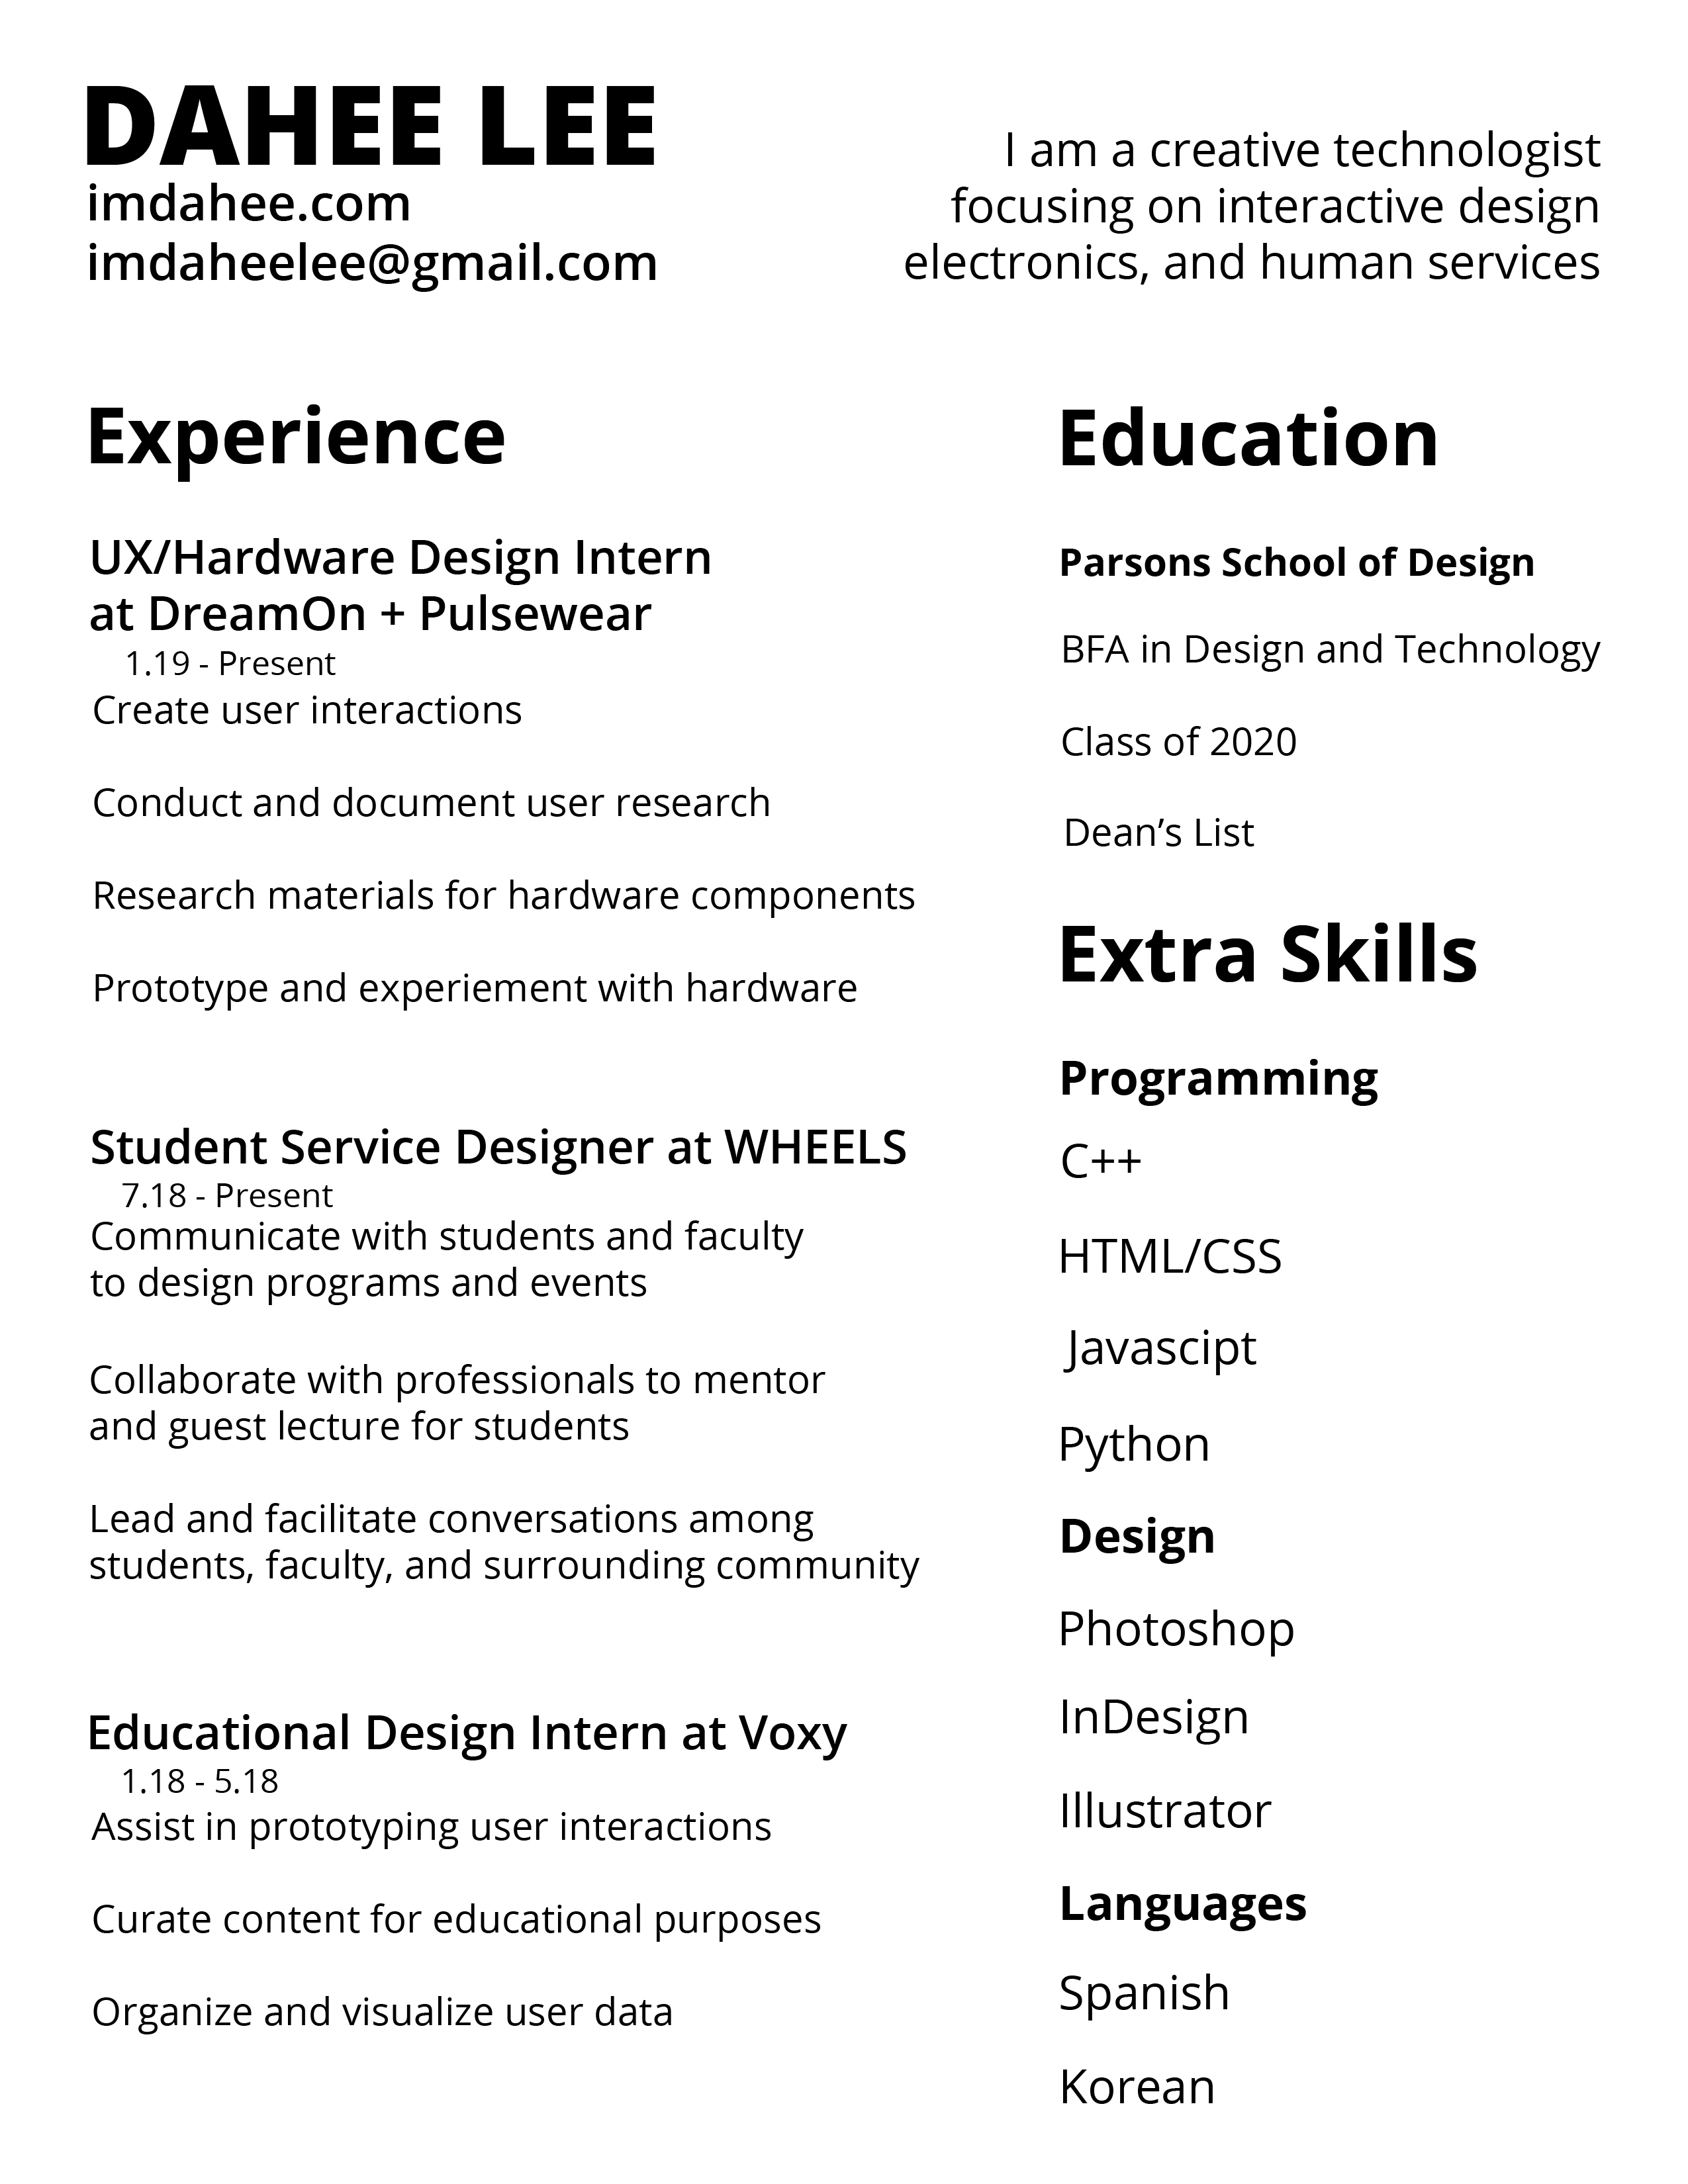 DAHEE LEE
imdahee.com
imdaheelee@gmail.com
I am a creative technologist
focusing on interactive design
electronics, and human services
Experience
UX/Hardware Design Intern
at DreamOn + Pulsewear
1.19 - Present
Create user interactions
Conduct and document user research
Research materials for hardware components
Prototype and experiement with hardware
Student Service Designer at WHEELS
7.18 - Present
Communicate with students and faculty
to design programs and events
Collaborate with professionals to mentor
and guest lecture for students
Lead and facilitate conversations among
students, faculty, and surrounding community
Educational Design Intern at Voxy
1.18 - 5.18
Assist in prototyping user interactions
Curate content for educational purposes
Organize and visualize user data
Education
Parsons School of Design
BFA in Design and Technology
Class of 2020
Dean’s List
Extra Skills
Programming
C++
HTML/CSS
Javascipt
Python
Design
Photoshop
InDesign
Illustrator
Languages
Spanish
Korean